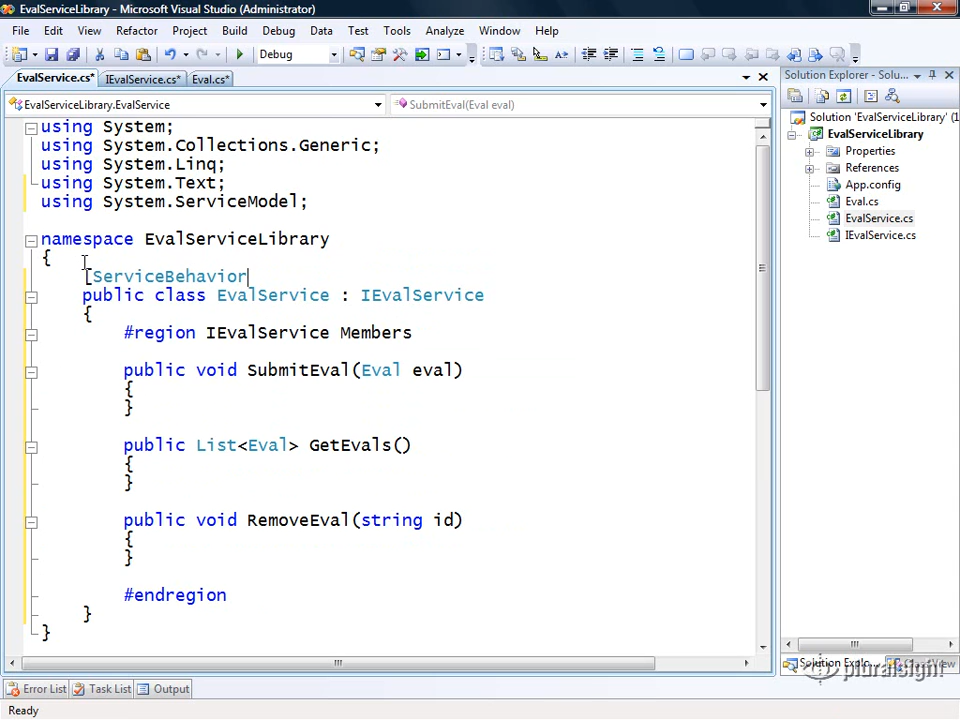 EvalServiceLibrary - Microsoft Visual Studio (Administrator)
File Edit View Refactor Project Build Debug Data Test Tools Analyze Window Help
Debug
EvalService.cs* IEvalService.cs* Eval.cs*
Solution Explorer - Solu...
EvalServiceLibrary.EvalService
SubmitEval(Eval eval)
using System;
using System.Collections.Generic;
using System.Linq;
using System.Text;
using System.ServiceModel;
namespace EvalServiceLibrary
{
[ServiceBehavior
public class EvalService : IEvalService
{
#region IEvalService Members
public void SubmitEval(Eval eval)
{
}
public List<Eval> GetEvals()
{
}
public void RemoveEval(string id)
{
}
#endregion
}
}
Solution 'EvalServiceLibrary' (1
EvalServiceLibrary
Properties
References
App.config
Eval.cs
EvalService.cs
IEvalService.cs
Solution Explo...
pluralsight
Error List Task List Output
Ready